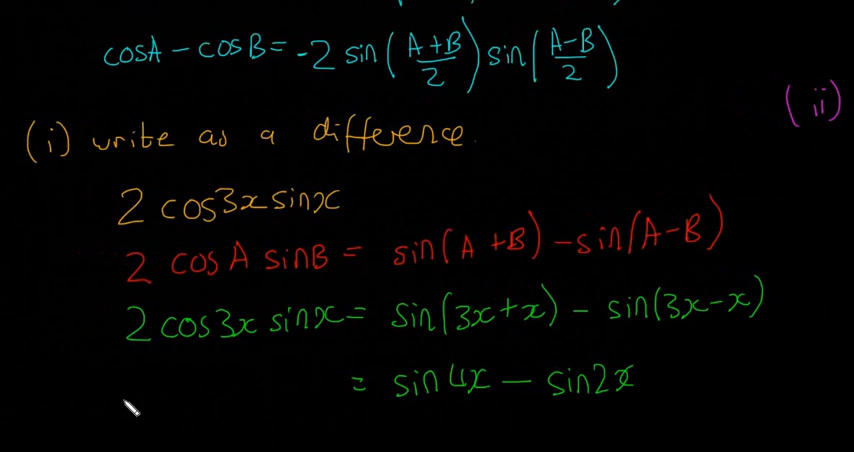 cosA - cosB = -2 sin(A+B/2) sin(A-B/2)
(ii)
(i) write as a difference.
2 cos3x sinx
2 cosA sinB = sin(A+B) - sin(A-B)
2 cos3x sinx = sin(3x+x) - sin(3x-x)
= sin4x - sin2x